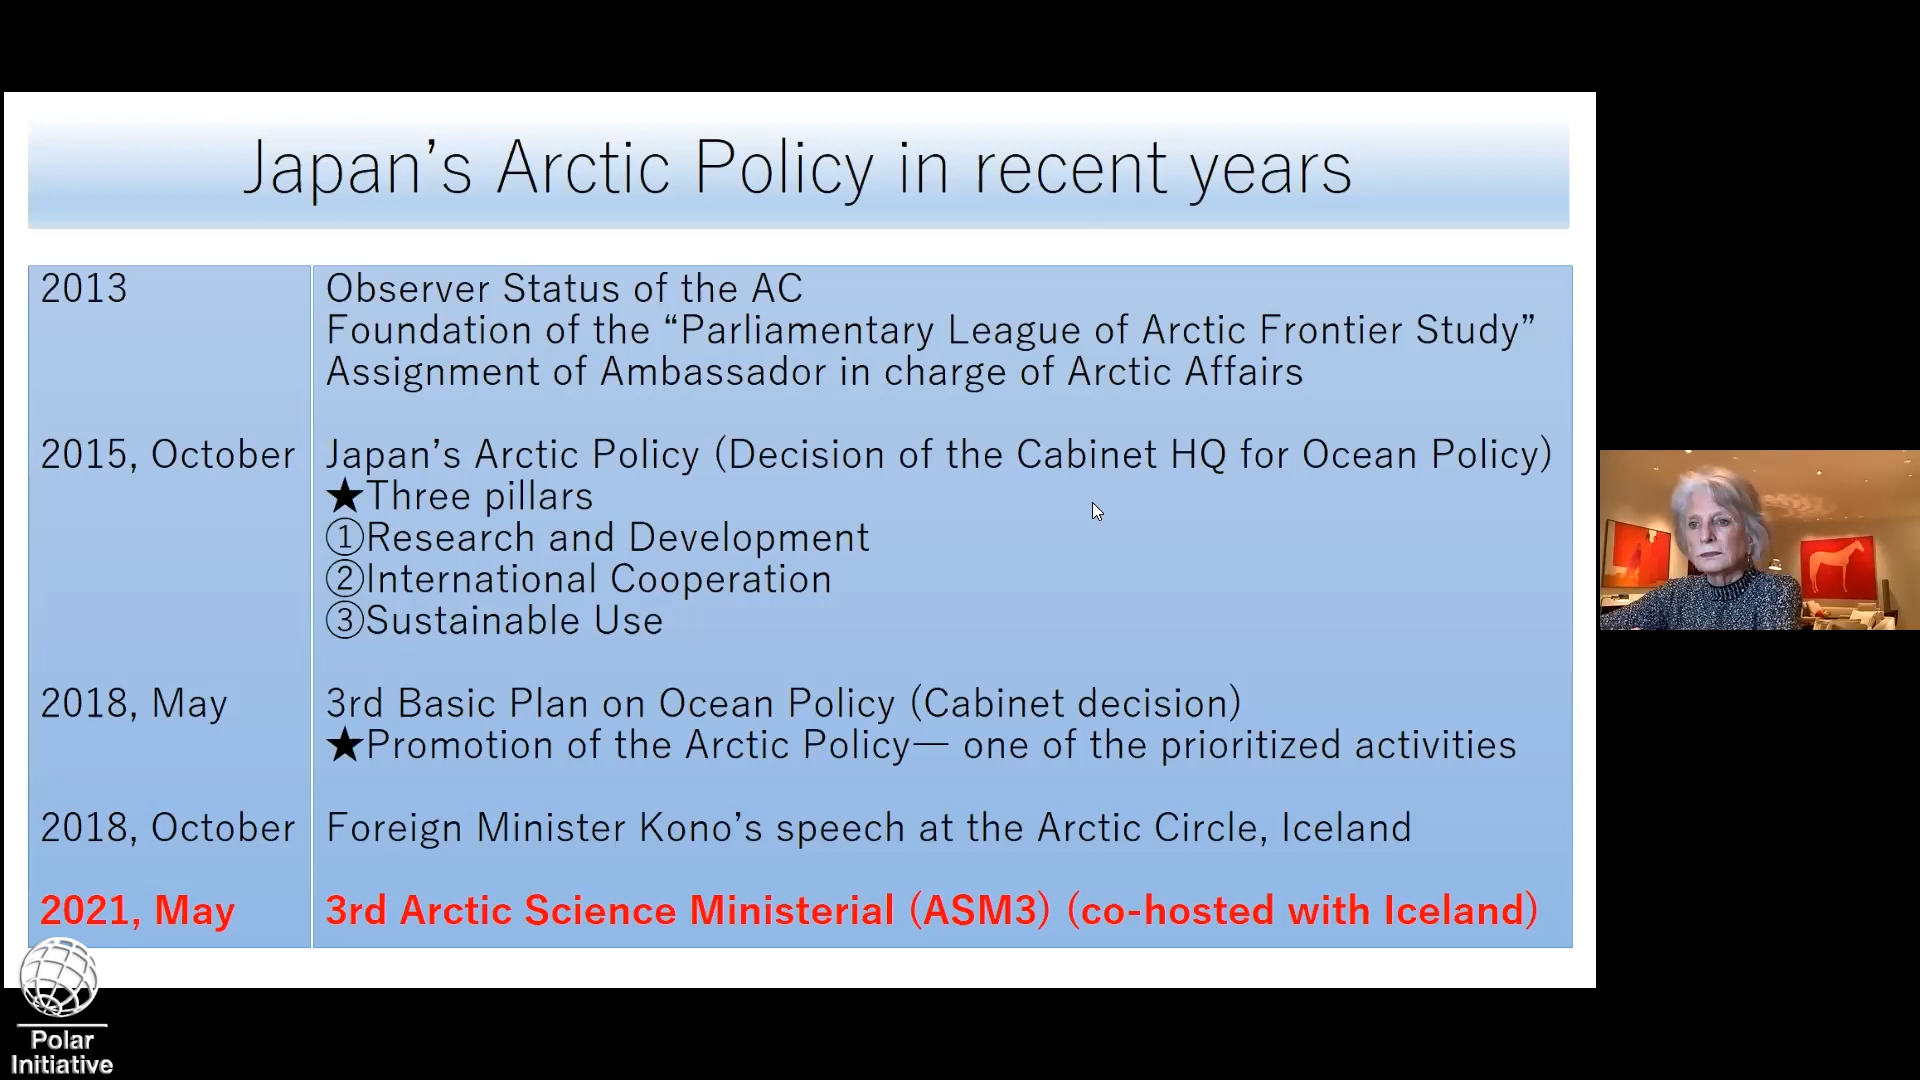 Japan’s Arctic Policy in recent years
2013
Observer Status of the AC
Foundation of the “Parliamentary League of Arctic Frontier Study”
Assignment of Ambassador in charge of Arctic Affairs
2015, October
Japan’s Arctic Policy (Decision of the Cabinet HQ for Ocean Policy)
★Three pillars
①Research and Development
②International Cooperation
③Sustainable Use
2018, May
3rd Basic Plan on Ocean Policy (Cabinet decision)
★Promotion of the Arctic Policy― one of the prioritized activities
2018, October
Foreign Minister Kono’s speech at the Arctic Circle, Iceland
2021, May
3rd Arctic Science Ministerial (ASM3) (co-hosted with Iceland)
Polar
Initiative